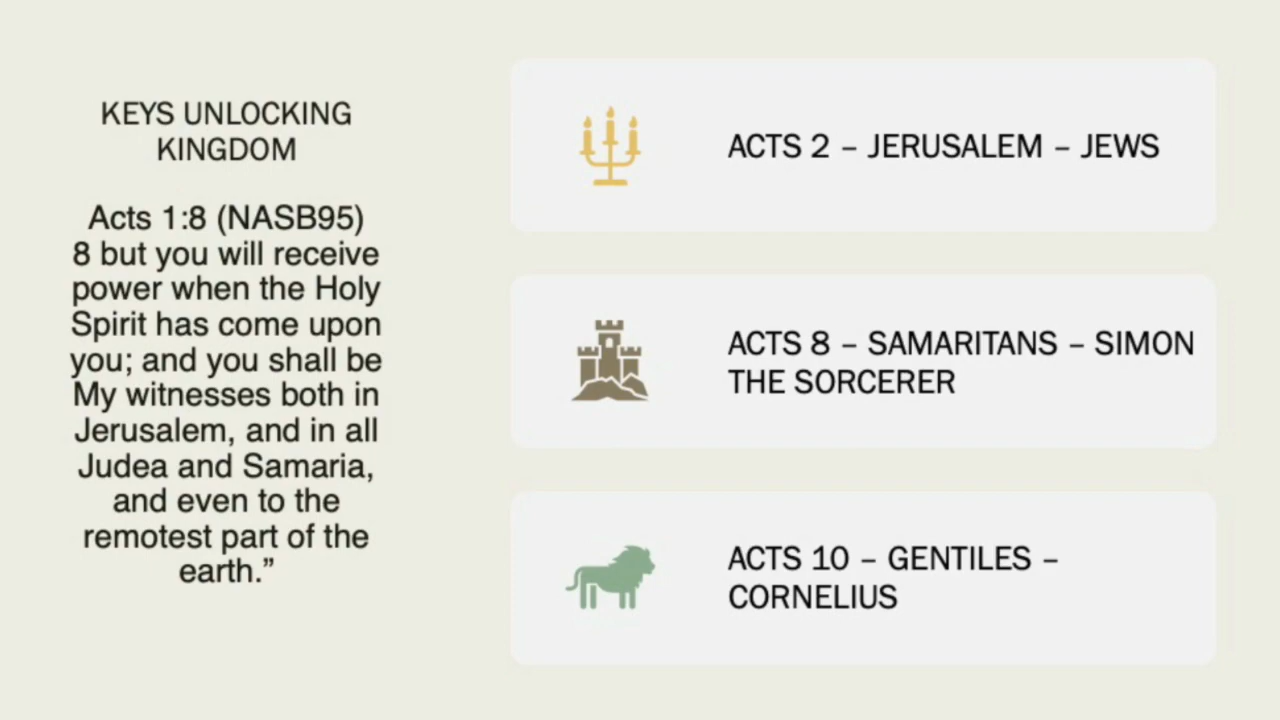 KEYS UNLOCKING
KINGDOM
Acts 1:8 (NASB95)
8 but you will receive
power when the Holy
Spirit has come upon
you; and you shall be
My witnesses both in
Jerusalem, and in all
Judea and Samaria,
and even to the
remotest part of the
earth.”
ACTS 2 – JERUSALEM – JEWS
ACTS 8 – SAMARITANS – SIMON
THE SORCERER
ACTS 10 – GENTILES –
CORNELIUS